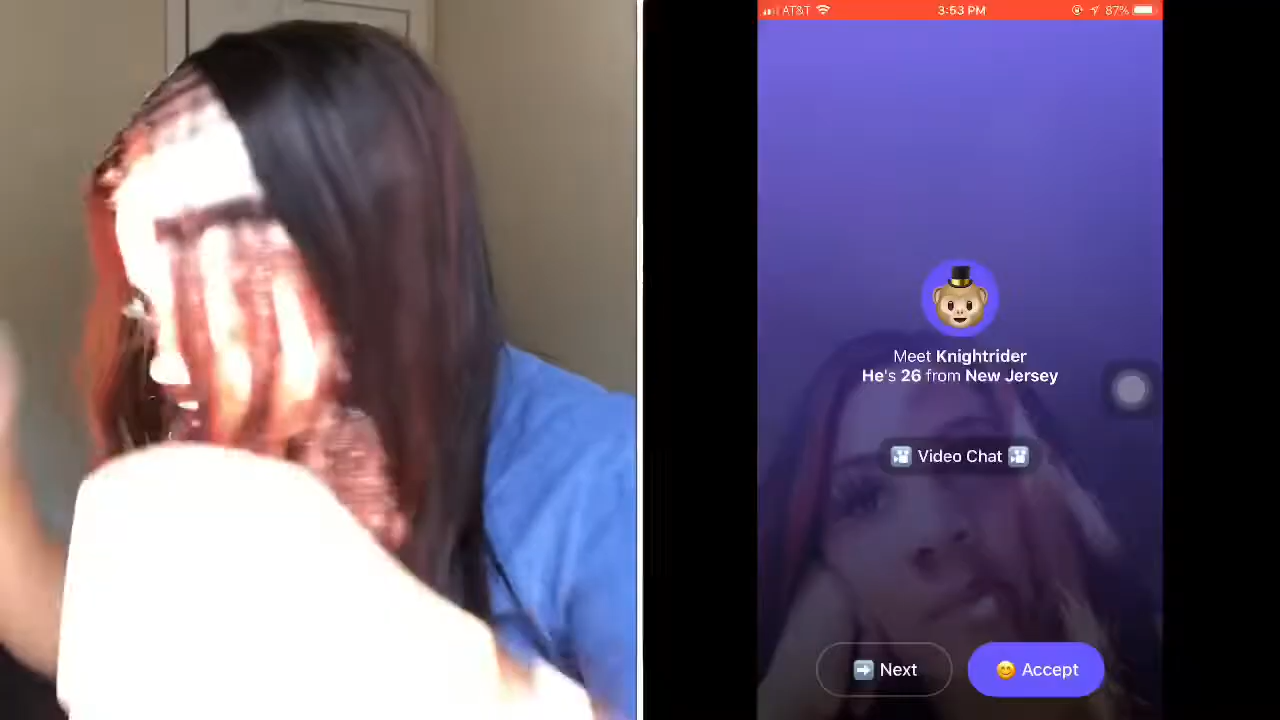 AT&T
3:53 PM
87%
Meet Knightrider
He's 26 from New Jersey
Video Chat
Next
Accept